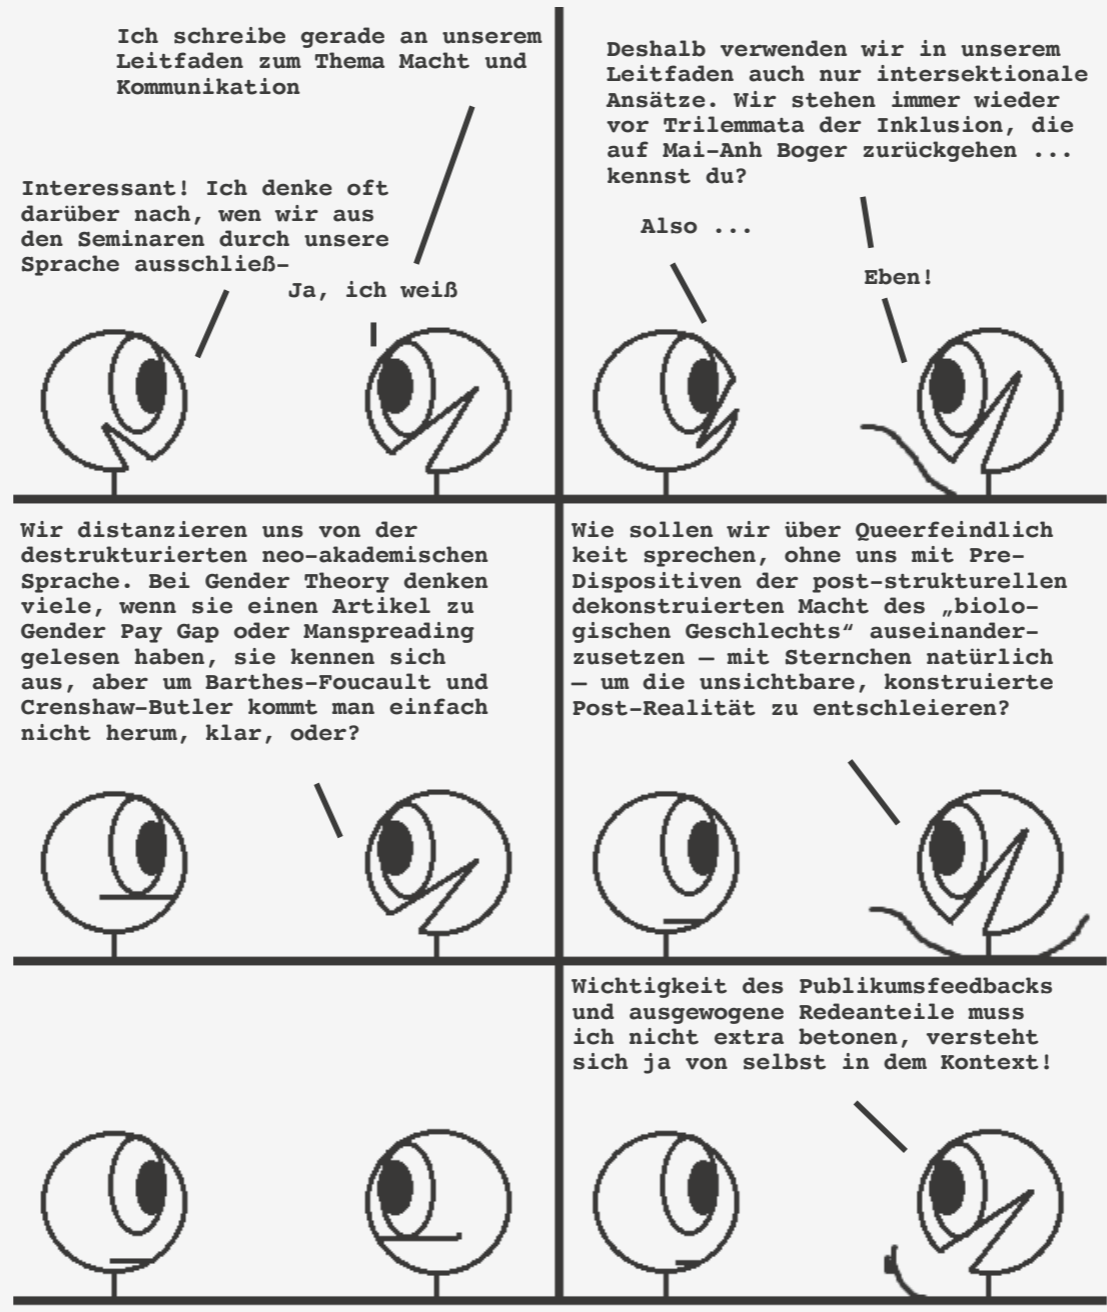 Ich schreibe gerade an unserem
Leitfaden zum Thema Macht und
Kommunikation
Interessant! Ich denke oft
darüber nach, wen wir aus
den Seminaren durch unsere
Sprache ausschließ–
Ja, ich weiß
Deshalb verwenden wir in unserem
Leitfaden auch nur intersektionale
Ansätze. Wir stehen immer wieder
vor Trilemmata der Inklusion, die
auf Mai–Anh Boger zurückgehen ...
kennst du?
Also ...
Eben!
Wir distanzieren uns von der
destrukturierten neo–akademischen
Sprache. Bei Gender Theory denken
viele, wenn sie einen Artikel zu
Gender Pay Gap oder Manspreading
gelesen haben, sie kennen sich
aus, aber um Barthes–Foucault und
Crenshaw–Butler kommt man einfach
nicht herum, klar, oder?
Wie sollen wir über Queerfeindlich
keit sprechen, ohne uns mit Pre–
Dispositiven der post–strukturellen
dekonstruierten Macht des „biolo–
gischen Geschlechts“ auseinander–
zusetzen — mit Sternchen natürlich
— um die unsichtbare, konstruierte
Post–Realität zu entschleieren?
Wichtigkeit des Publikumsfeedbacks
und ausgewogene Redeanteile muss
ich nicht extra betonen, versteht
sich ja von selbst in dem Kontext!